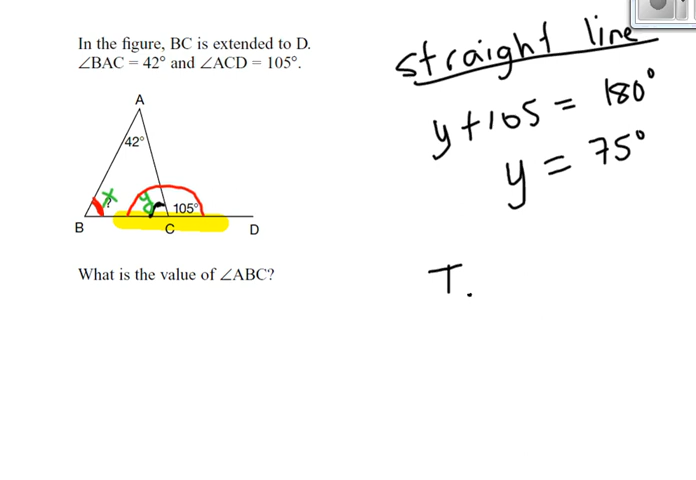 In the figure, BC is extended to D.
∠BAC = 42° and ∠ACD = 105°.
A
42°
x
?
y
105°
B
C
D
What is the value of ∠ABC?
straight line
y+105 = 180°
y = 75°
T.